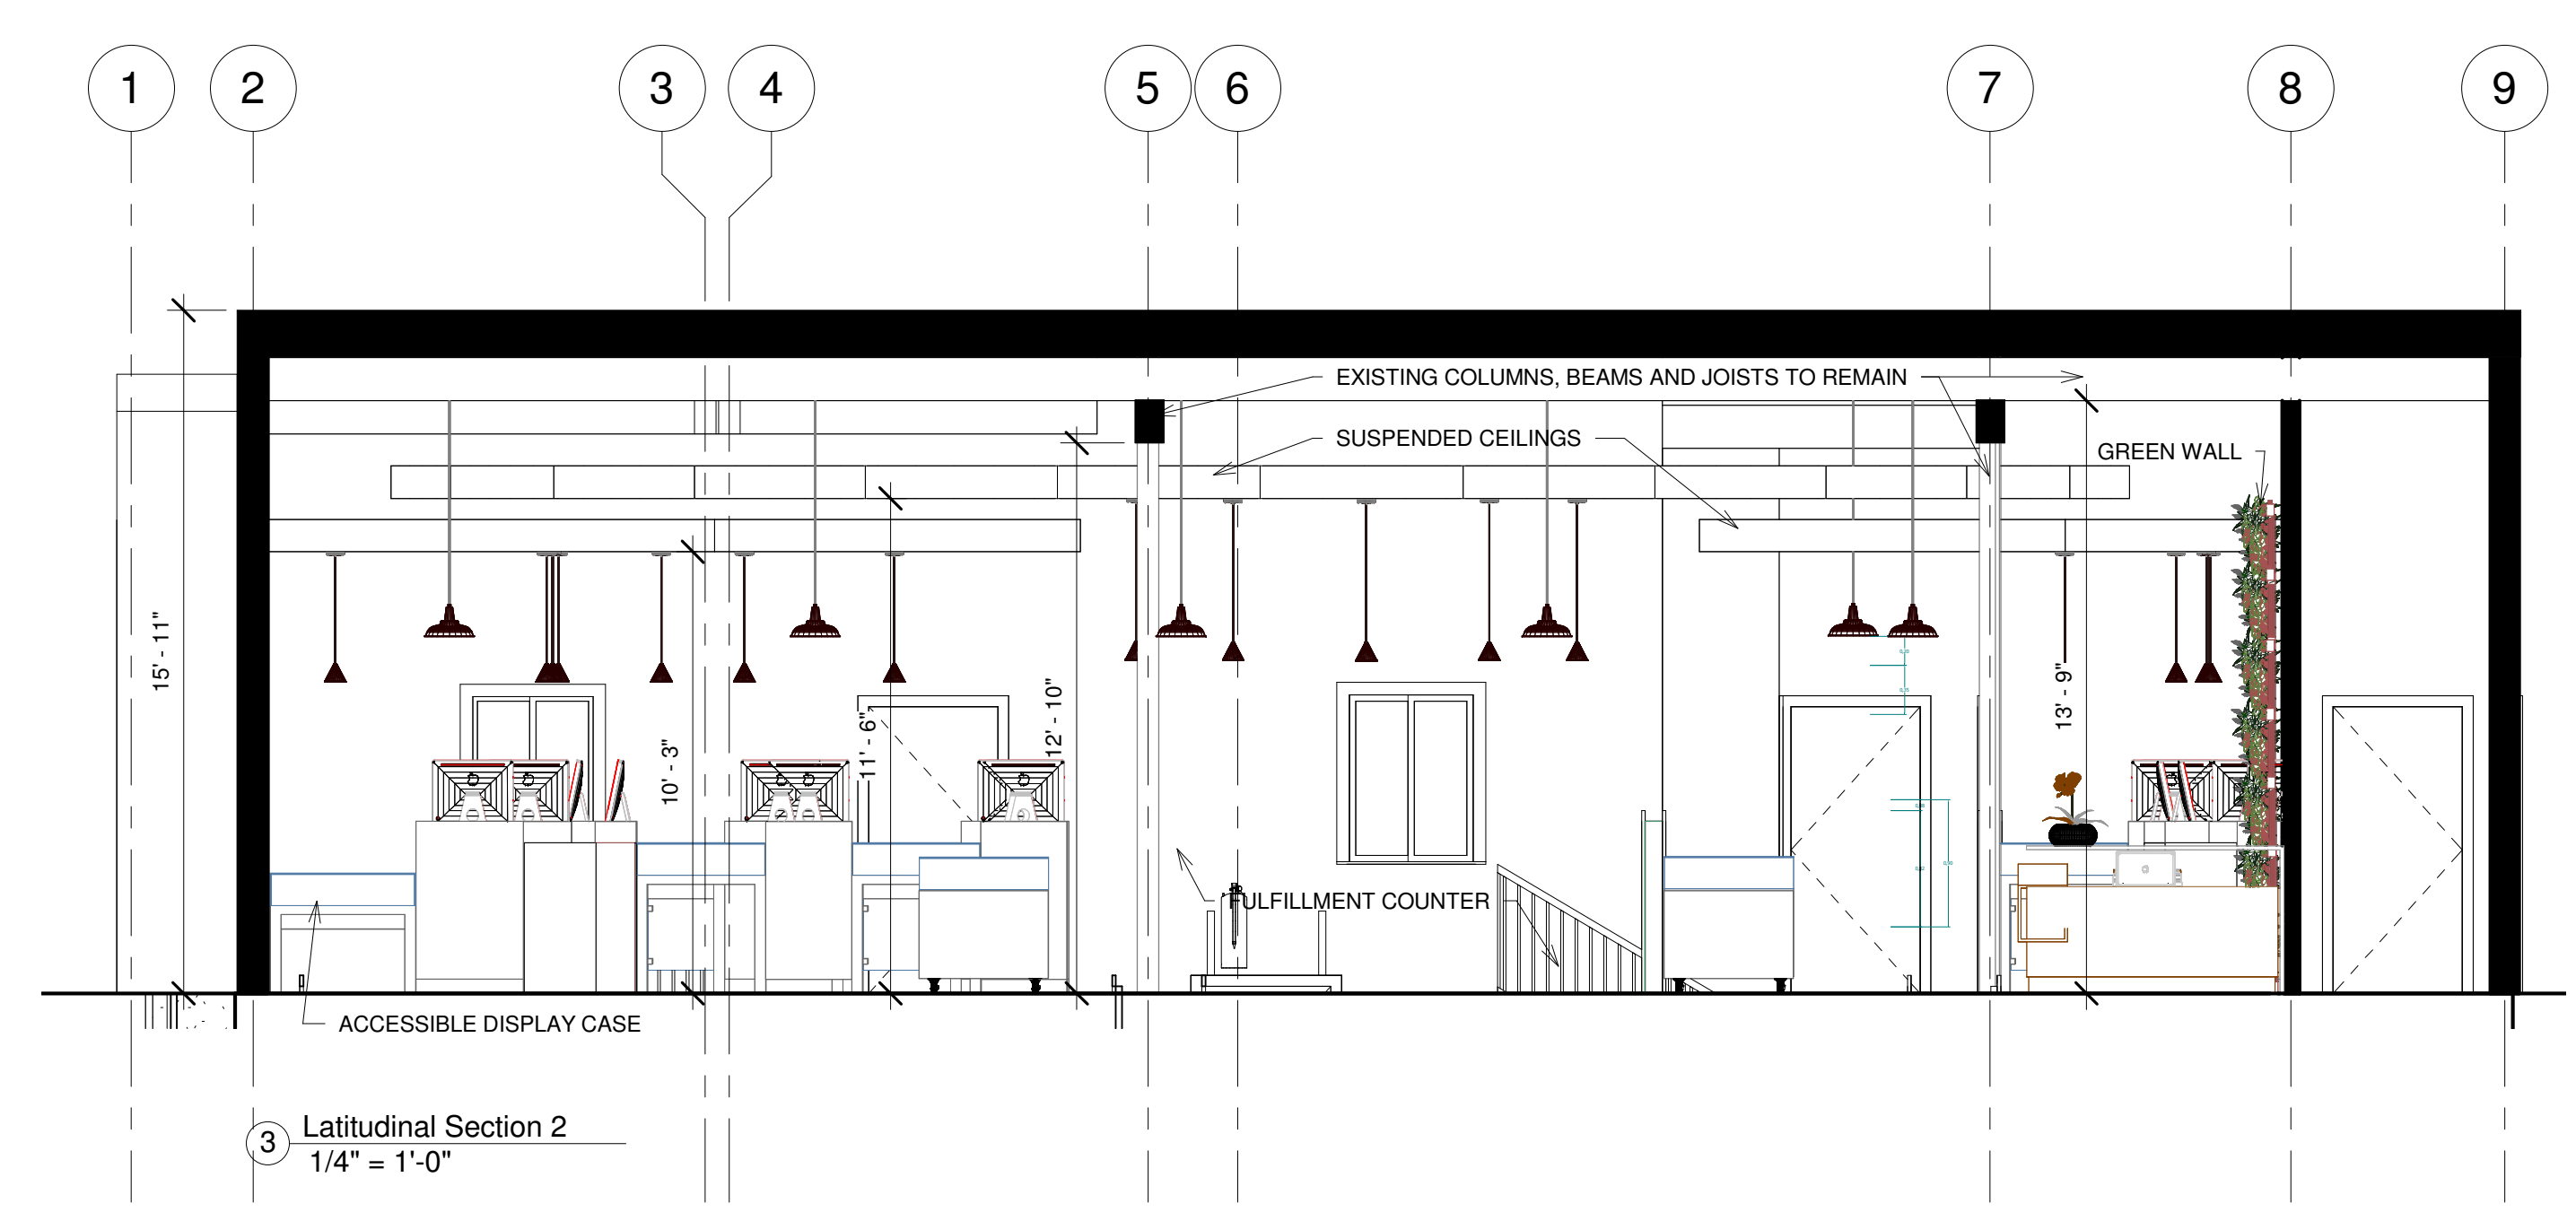 1 2 3 4 5 6 7 8 9
EXISTING COLUMNS, BEAMS AND JOISTS TO REMAIN
SUSPENDED CEILINGS
GREEN WALL
15' - 11"
10' - 3"
11' - 6"
12' - 10"
13' - 9"
FULFILLMENT COUNTER
ACCESSIBLE DISPLAY CASE
3 Latitudinal Section 2
1/4" = 1'-0"